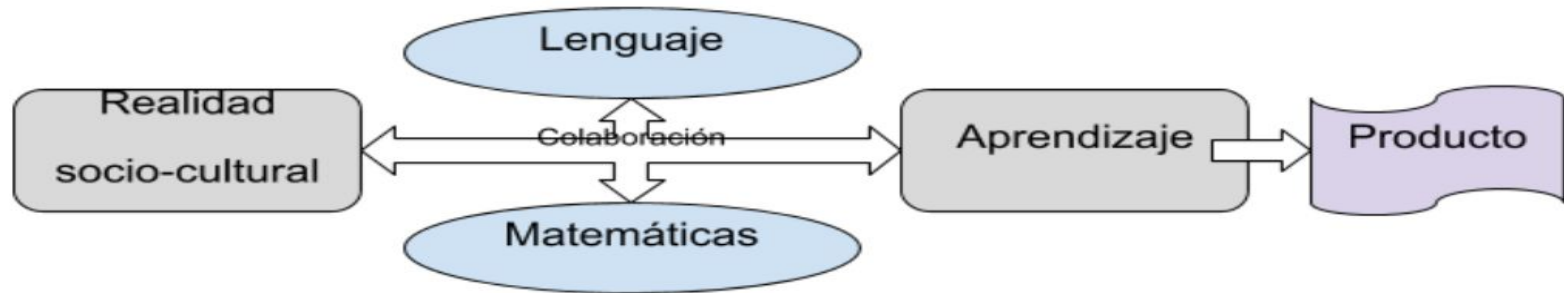 Lenguaje
Realidad
socio-cultural
Colaboración
Aprendizaje
Producto
Matemáticas